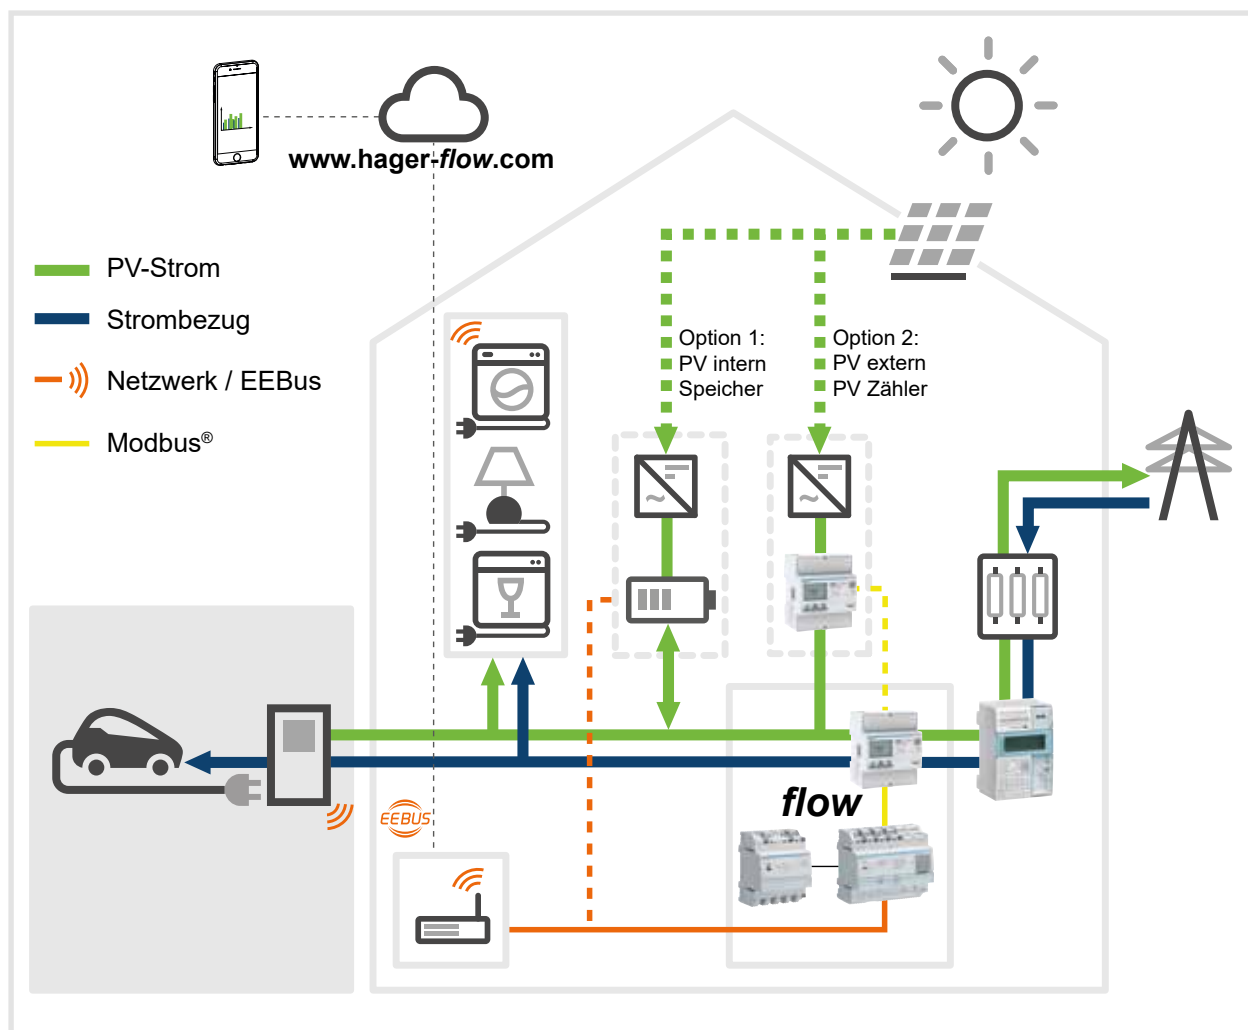 www.hager-flow.com
PV-Strom
Strombezug
Netzwerk / EEBus
Modbus®
Option 1:
PV intern
Speicher
Option 2:
PV extern
PV Zähler
flow
EEBUS